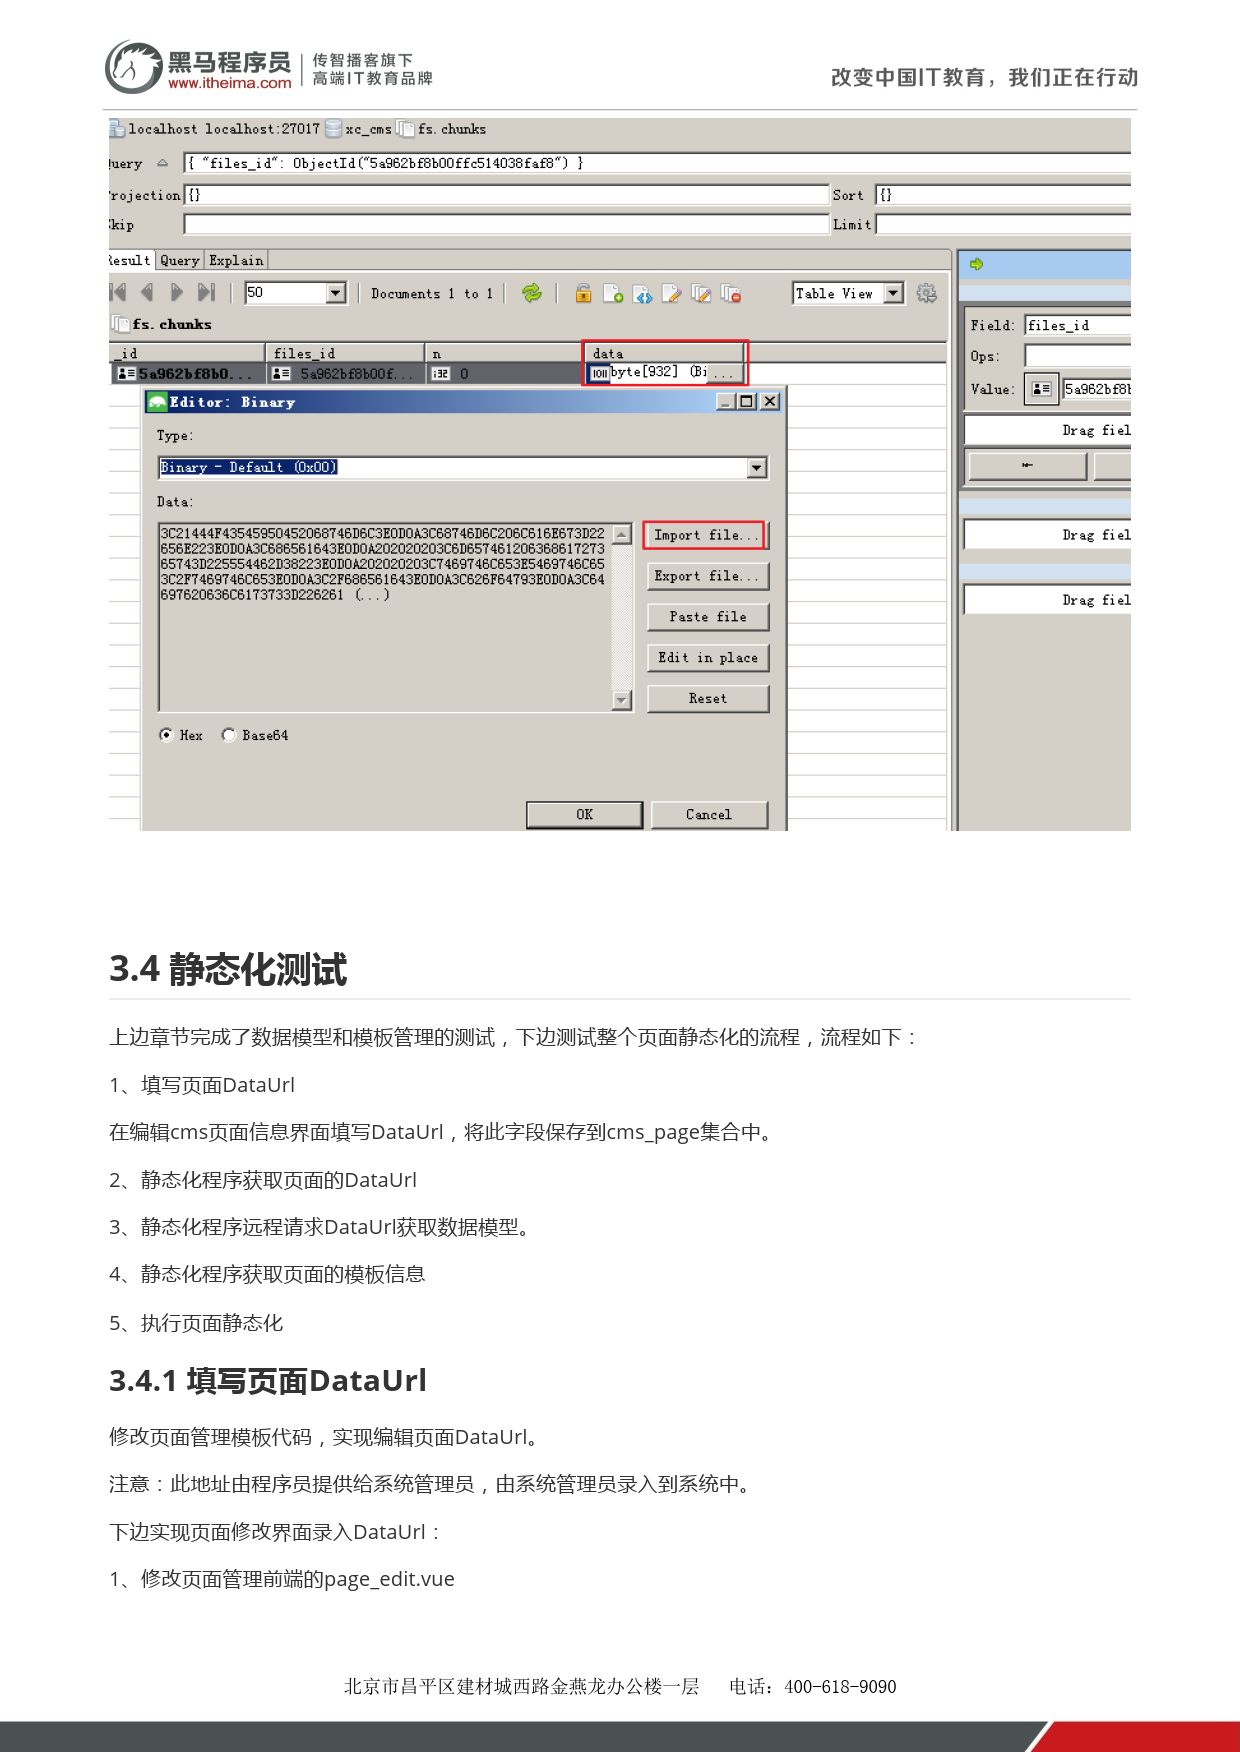 黑马程序员
www.itheima.com
传智播客旗下
高端IT教育品牌
改变中国IT教育，我们正在行动
localhost localhost:27017 xc_cms fs.chunks
uery { "files_id": ObjectId("5a962bf8b00ffc514038faf8") }
rojection {} Sort {}
kip Limit
Result Query Explain
50 Documents 1 to 1 Table View
fs.chunks
_id files_id n data
5a962bf8b0... 5a962bf8b00f... i32 0 byte[932] (Bi ...
Field: files_id
Ops:
Value: 5a962bf8b
Drag fiel
Drag fiel
Drag fiel
Editor: Binary
Type:
Binary - Default (0x00)
Data:
3C21444F43545950452068746D6C3E0D0A3C68746D6C206C616E673D22
656E223E0D0A3C686561643E0D0A202020203C6D657461206368617273
65743D225554462D38223E0D0A202020203C7469746C653E5469746C65
3C2F7469746C653E0D0A3C2F686561643E0D0A3C626F64793E0D0A3C64
697620636C6173733D226261 (...)
Import file...
Export file...
Paste file
Edit in place
Reset
Hex Base64
OK Cancel
3.4 静态化测试
上边章节完成了数据模型和模板管理的测试，下边测试整个页面静态化的流程，流程如下：
1、填写页面DataUrl
在编辑cms页面信息界面填写DataUrl，将此字段保存到cms_page集合中。
2、静态化程序获取页面的DataUrl
3、静态化程序远程请求DataUrl获取数据模型。
4、静态化程序获取页面的模板信息
5、执行页面静态化
3.4.1 填写页面DataUrl
修改页面管理模板代码，实现编辑页面DataUrl。
注意：此地址由程序员提供给系统管理员，由系统管理员录入到系统中。
下边实现页面修改界面录入DataUrl：
1、修改页面管理前端的page_edit.vue
北京市昌平区建材城西路金燕龙办公楼一层 电话：400-618-9090